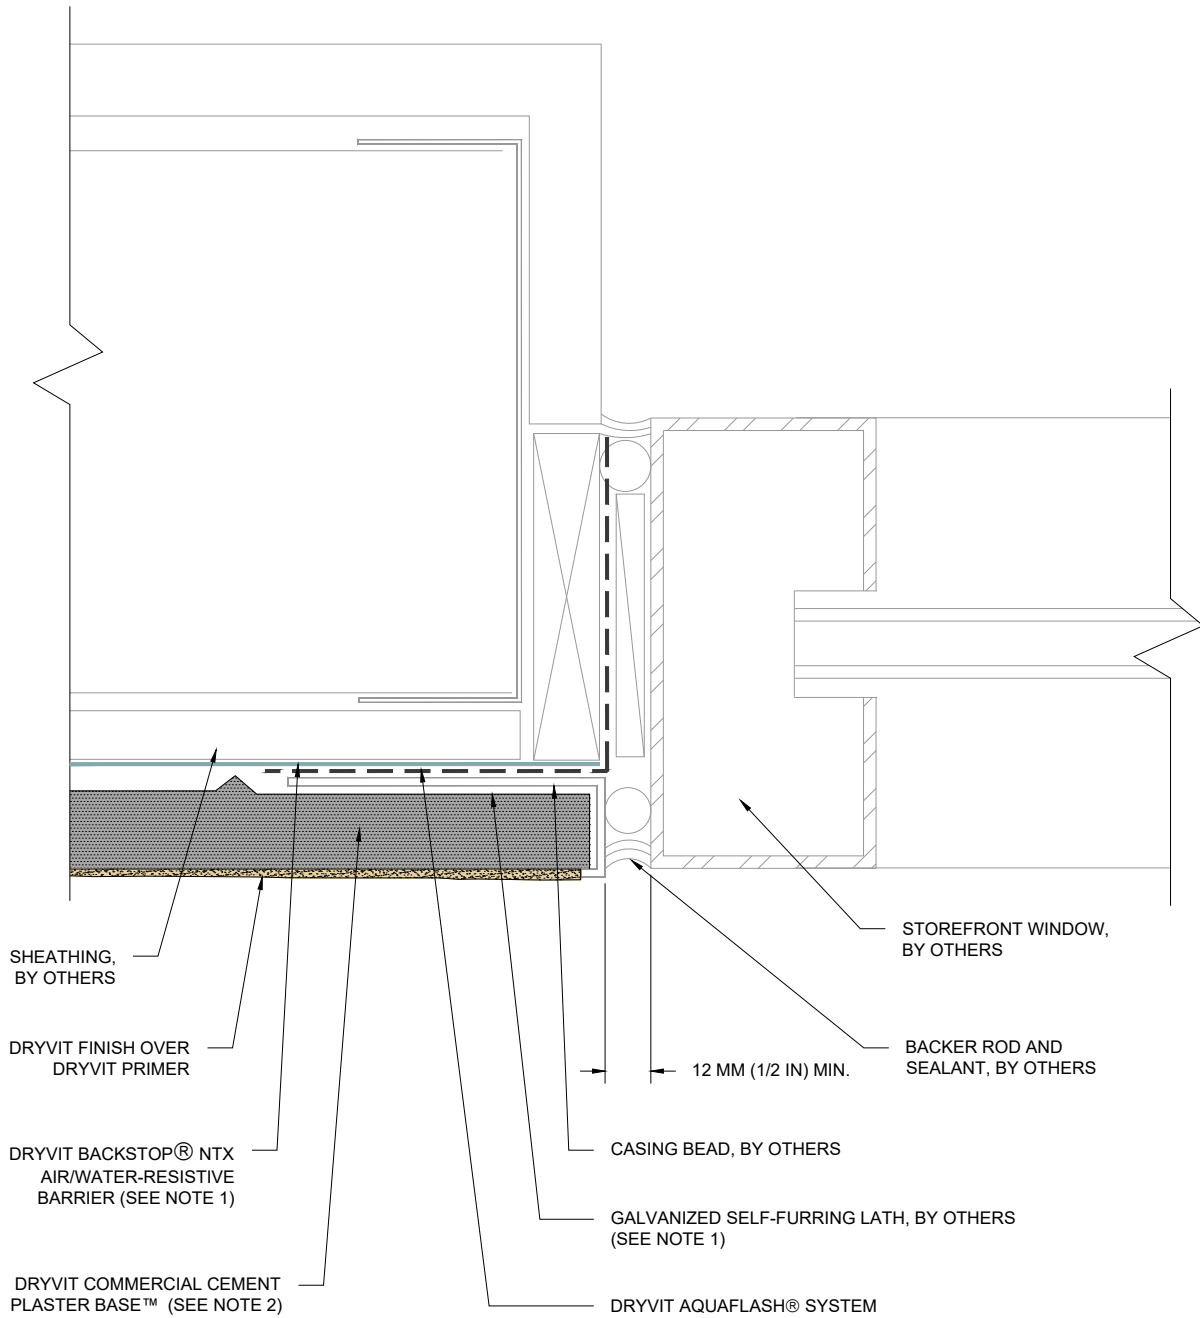 SHEATHING,
BY OTHERS
DRYVIT FINISH OVER
DRYVIT PRIMER
DRYVIT BACKSTOP® NTX
AIR/WATER-RESISTIVE
BARRIER (SEE NOTE 1)
DRYVIT COMMERCIAL CEMENT
PLASTER BASE™ (SEE NOTE 2)
STOREFRONT WINDOW,
BY OTHERS
BACKER ROD AND
SEALANT, BY OTHERS
12 MM (1/2 IN) MIN.
CASING BEAD, BY OTHERS
GALVANIZED SELF-FURRING LATH, BY OTHERS
(SEE NOTE 1)
DRYVIT AQUAFLASH® SYSTEM